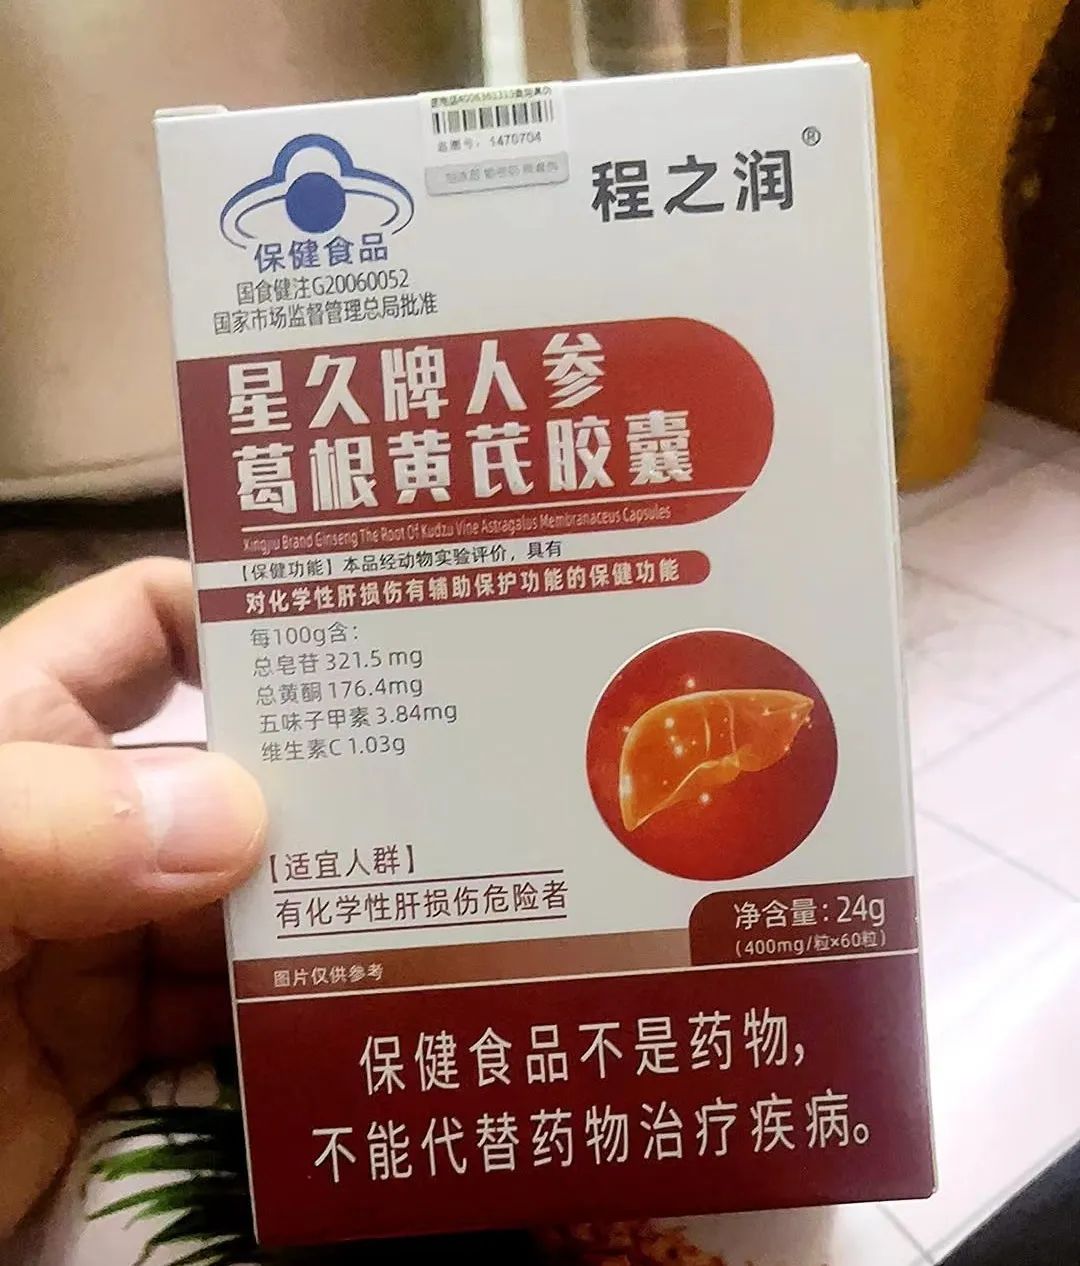 1470704
程之润®
保健食品
国食健注G20060052
国家市场监督管理总局批准
星久牌人参
葛根黄芪胶囊
Xingjiu Brand Ginseng The Root Of Kudzu Vine Astragalus Membranaceus Capsules
【保健功能】本品经动物实验评价，具有
对化学性肝损伤有辅助保护功能的保健功能
每100g含：
总皂苷 321.5 mg
总黄酮 176.4mg
五味子甲素 3.84mg
维生素C 1.03g
【适宜人群】
有化学性肝损伤危险者
净含量：24g
（400mg/粒×60粒）
图片仅供参考
保健食品不是药物，
不能代替药物治疗疾病。